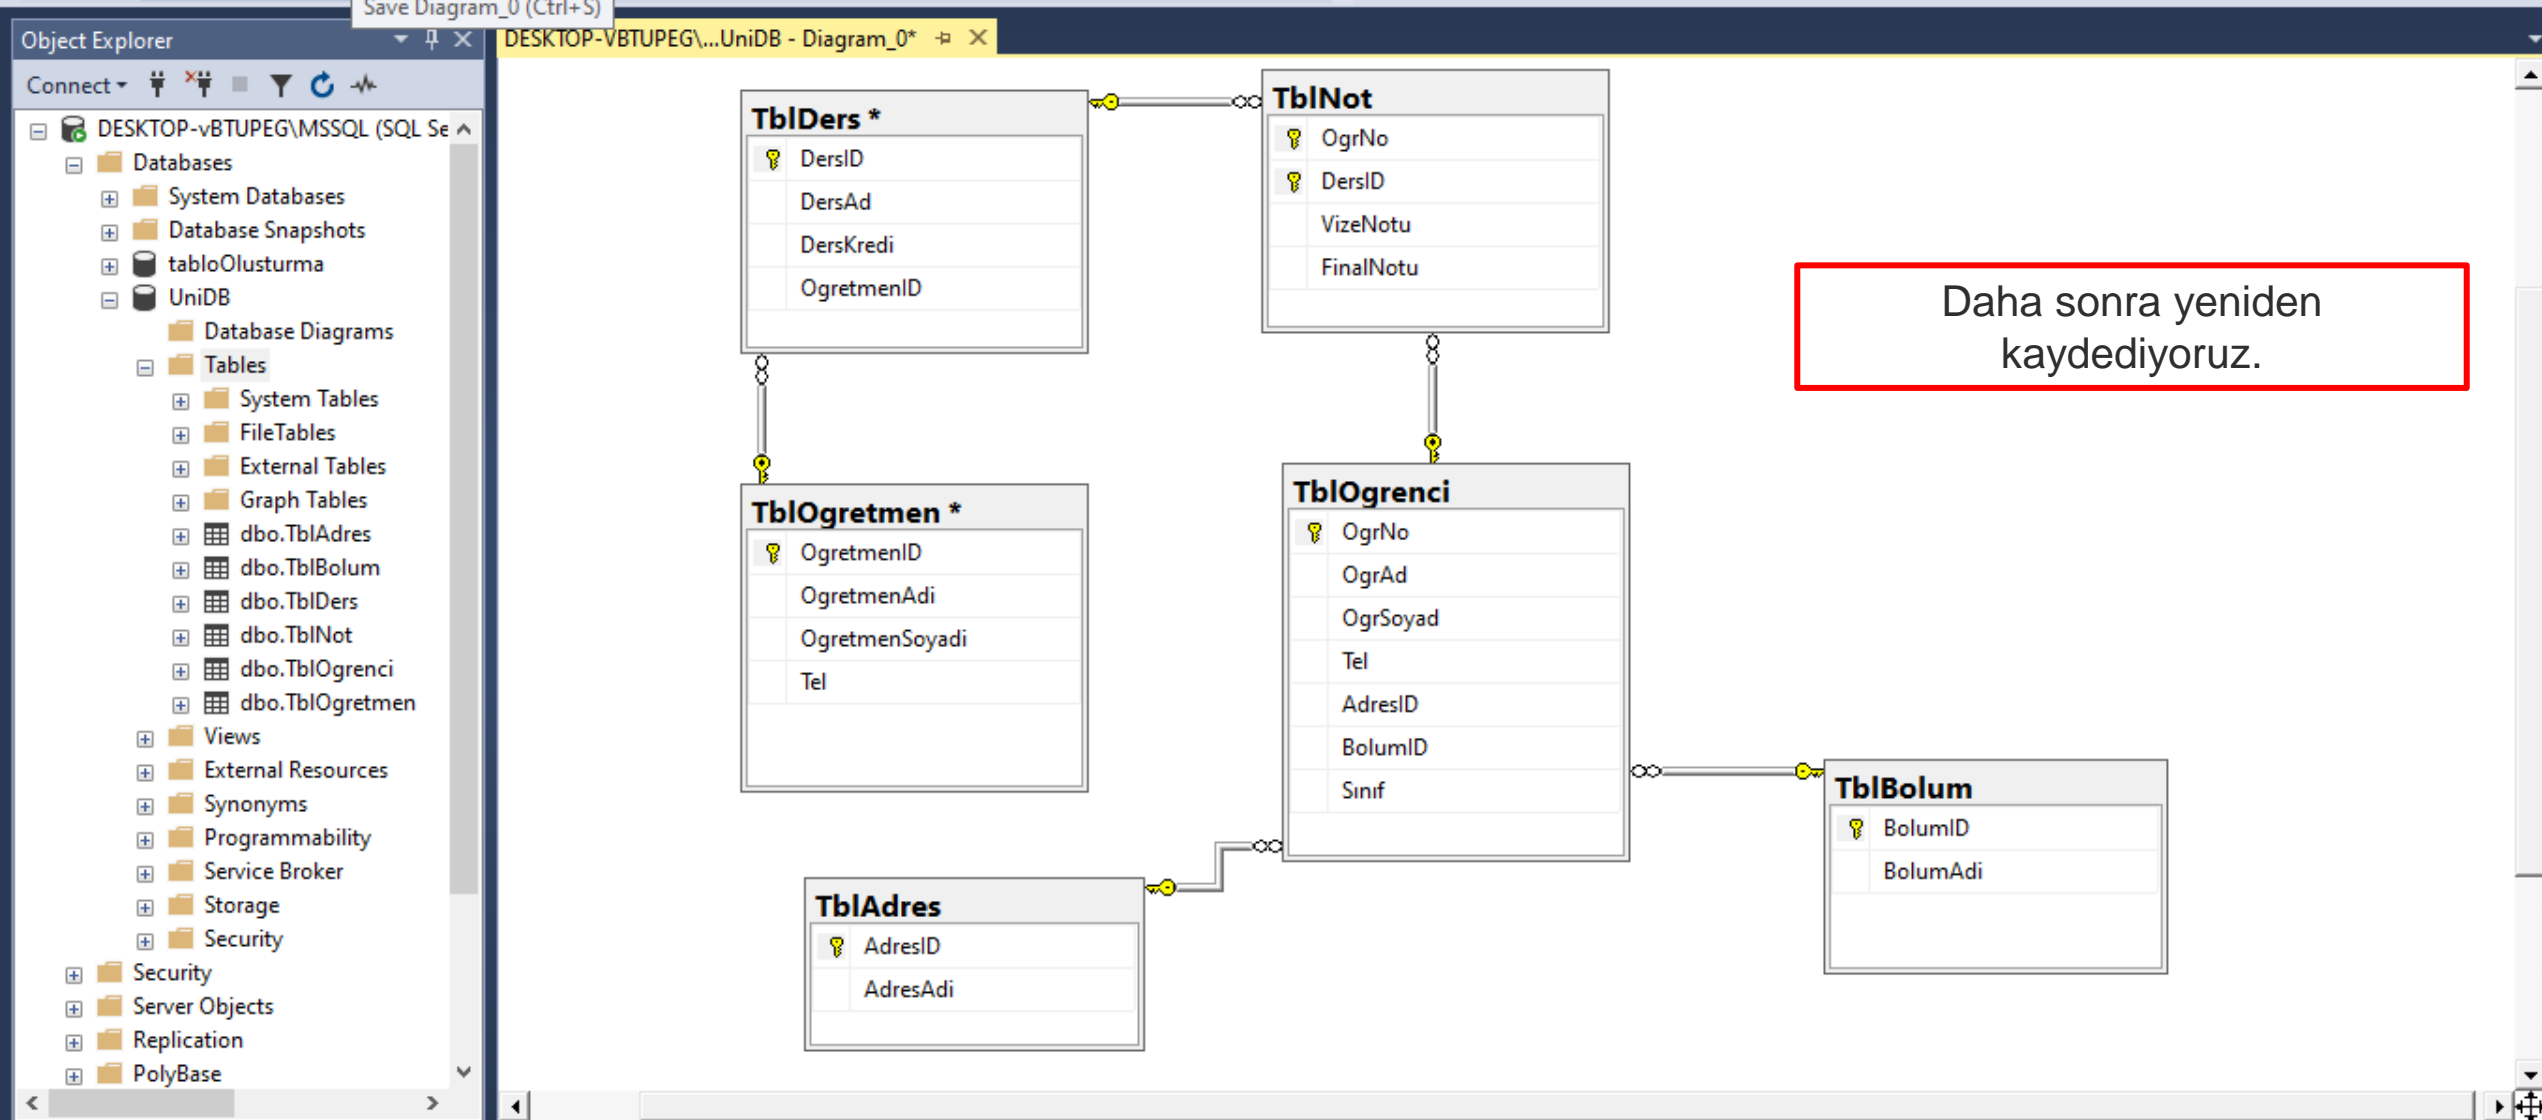 Save Diagram_0 (Ctrl+S)
Object Explorer
Connect
DESKTOP-vBTUPEG\MSSQL (SQL Se
Databases
System Databases
Database Snapshots
tabloOlusturma
UniDB
Database Diagrams
Tables
System Tables
FileTables
External Tables
Graph Tables
dbo.TblAdres
dbo.TblBolum
dbo.TblDers
dbo.TblNot
dbo.TblOgrenci
dbo.TblOgretmen
Views
External Resources
Synonyms
Programmability
Service Broker
Storage
Security
Security
Server Objects
Replication
PolyBase
DESKTOP-VBTUPEG\...UniDB - Diagram_0*
TblDers *
DersID
DersAd
DersKredi
OgretmenID
TblNot
OgrNo
DersID
VizeNotu
FinalNotu
Daha sonra yeniden
kaydediyoruz.
TblOgretmen *
OgretmenID
OgretmenAdi
OgretmenSoyadi
Tel
TblOgrenci
OgrNo
OgrAd
OgrSoyad
Tel
AdresID
BolumID
Sınıf
TblBolum
BolumID
BolumAdi
TblAdres
AdresID
AdresAdi